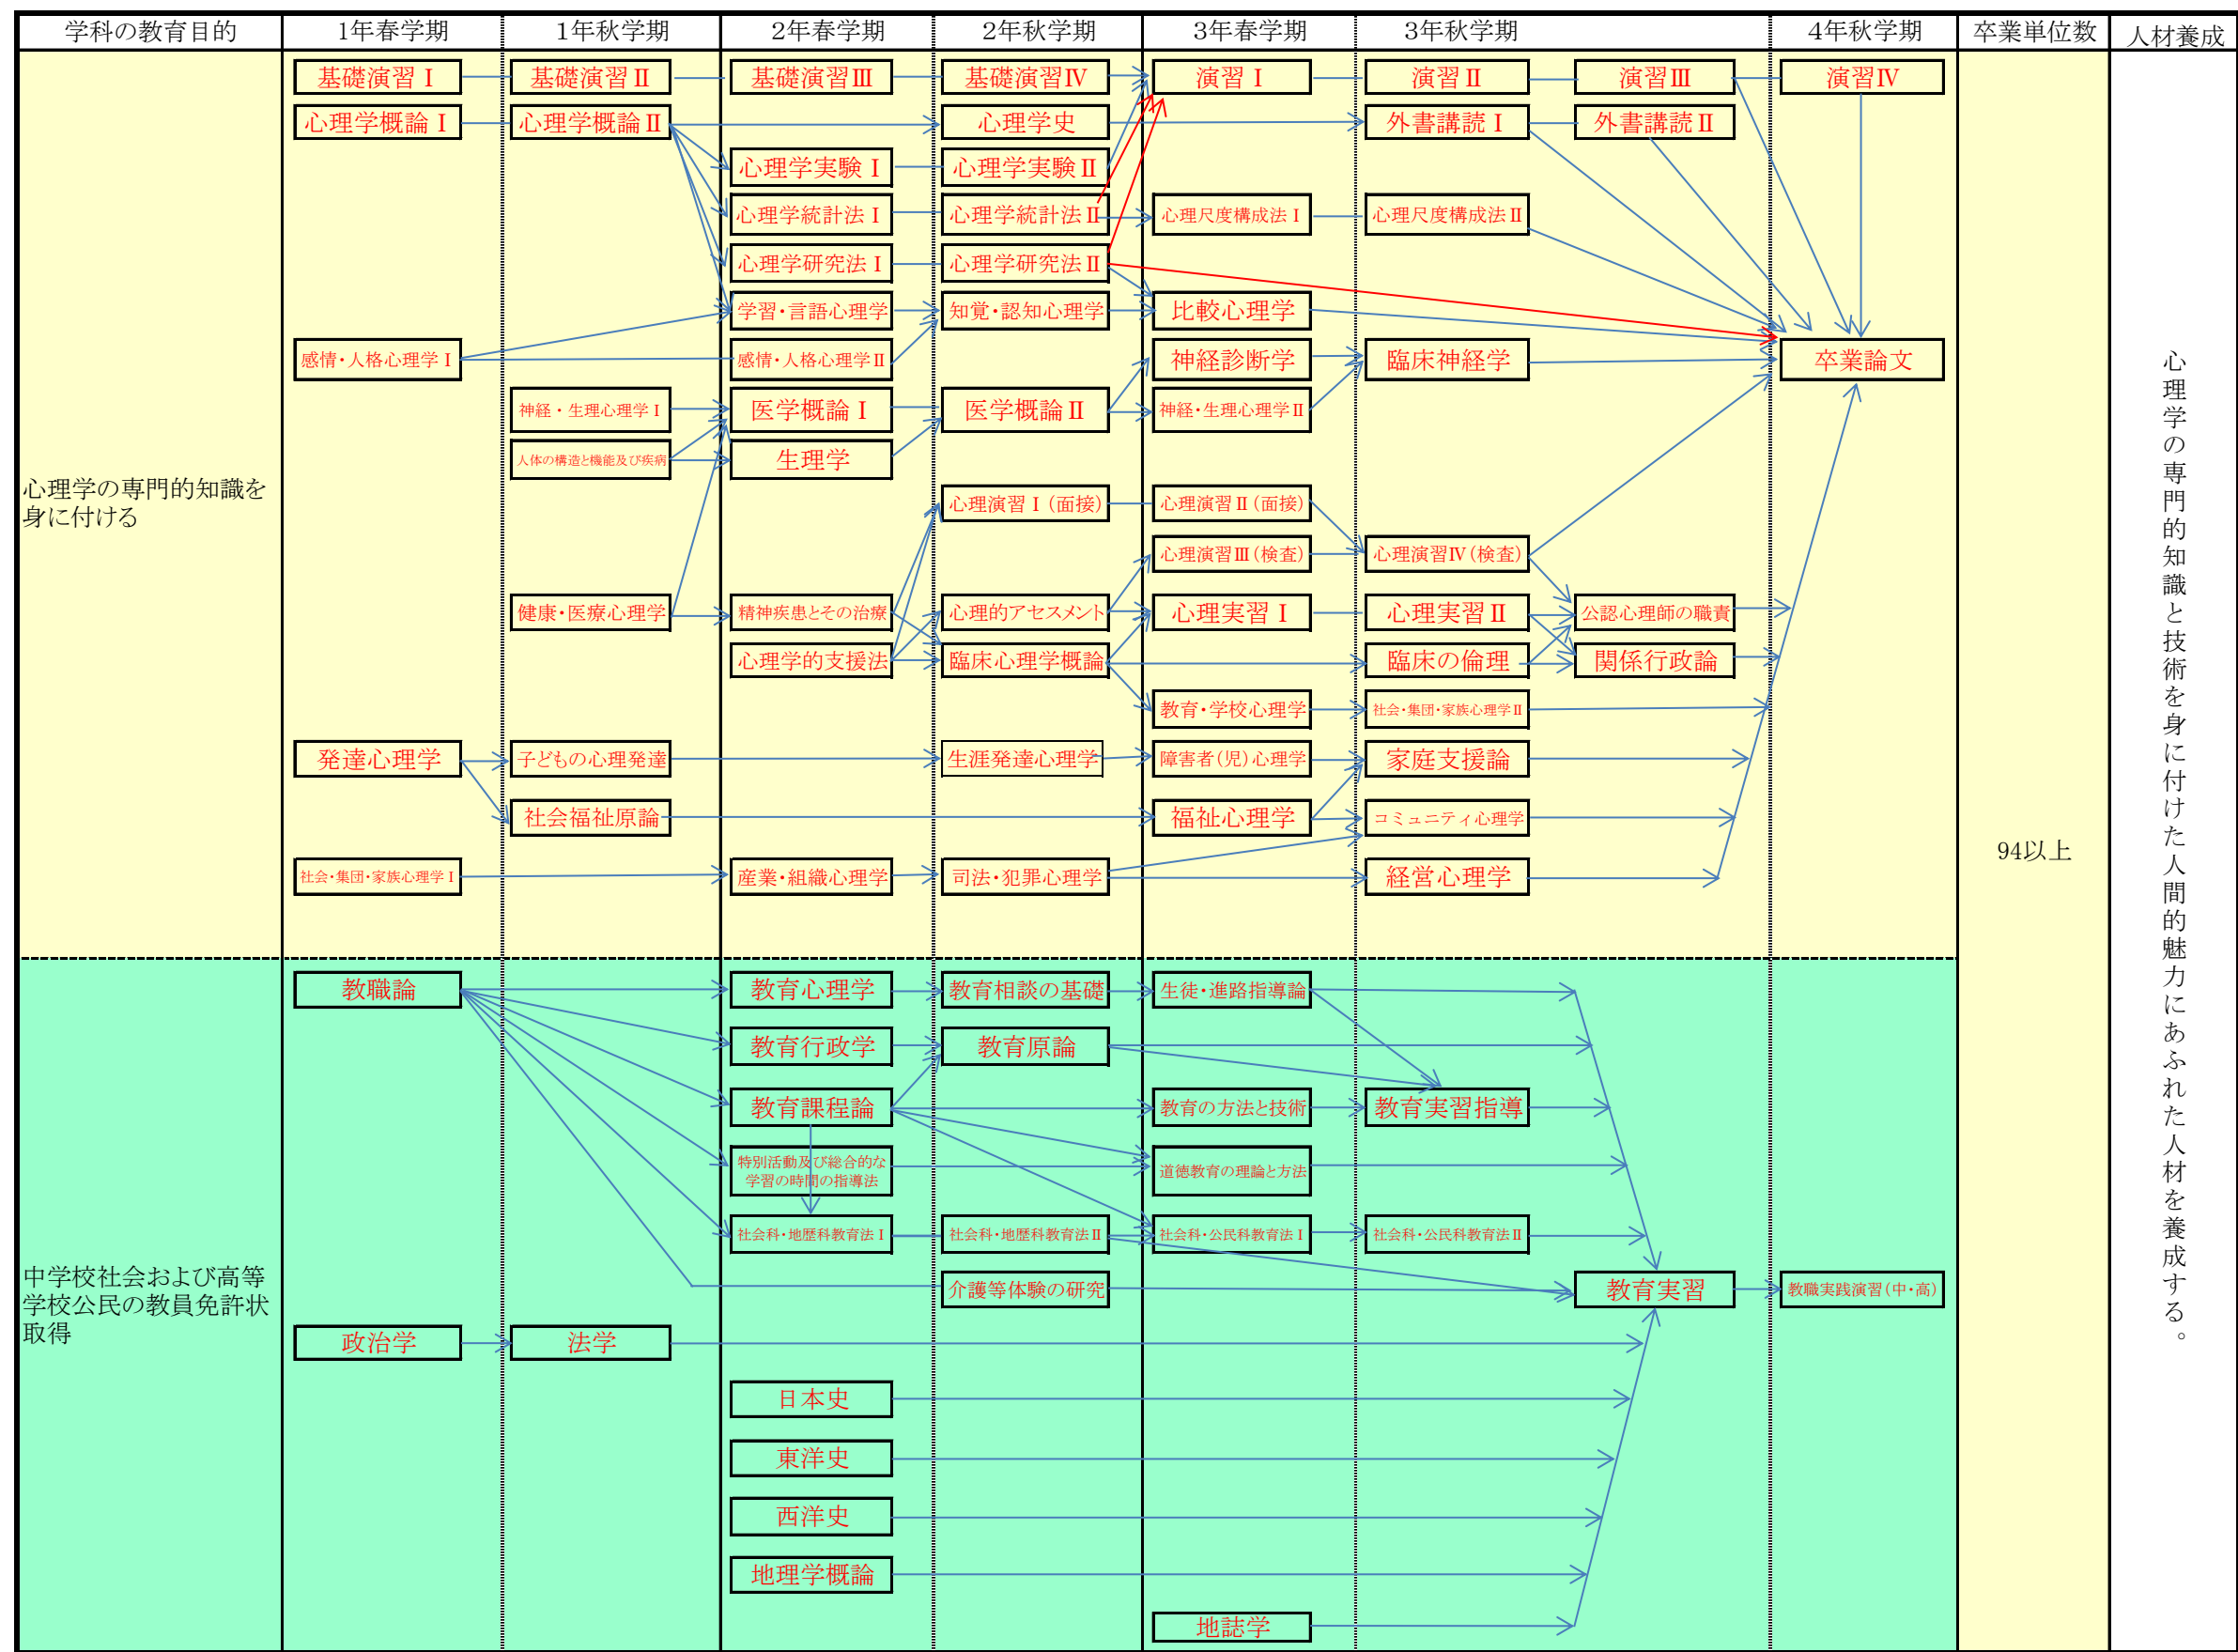 学科の教育目的
1年春学期
1年秋学期
2年春学期
2年秋学期
3年春学期
3年秋学期
4年秋学期
卒業単位数
人材養成
基礎演習Ⅰ
基礎演習Ⅱ
基礎演習Ⅲ
基礎演習Ⅳ
演習Ⅰ
演習Ⅱ
演習Ⅲ
演習Ⅳ
心理学概論Ⅰ
心理学概論Ⅱ
心理学史
外書講読Ⅰ
外書講読Ⅱ
心理学実験Ⅰ
心理学実験Ⅱ
心理学統計法Ⅰ
心理学統計法Ⅱ
心理尺度構成法Ⅰ
心理尺度構成法Ⅱ
心理学研究法Ⅰ
心理学研究法Ⅱ
学習・言語心理学
知覚・認知心理学
比較心理学
感情・人格心理学Ⅰ
感情・人格心理学Ⅱ
神経診断学
臨床神経学
卒業論文
神経・生理心理学Ⅰ
医学概論Ⅰ
医学概論Ⅱ
神経・生理心理学Ⅱ
人体の構造と機能及び疾病
生理学
心理学の専門的知識を
身に付ける
心理演習Ⅰ(面接)
心理演習Ⅱ(面接)
心理演習Ⅲ(検査)
心理演習Ⅳ(検査)
健康・医療心理学
精神疾患とその治療
心理的アセスメント
心理実習Ⅰ
心理実習Ⅱ
公認心理師の職責
心理学的支援法
臨床心理学概論
臨床の倫理
関係行政論
教育・学校心理学
社会・集団・家族心理学Ⅱ
発達心理学
子どもの心理発達
生涯発達心理学
障害者(児)心理学
家庭支援論
社会福祉原論
福祉心理学
コミュニティ心理学
社会・集団・家族心理学Ⅰ
産業・組織心理学
司法・犯罪心理学
経営心理学
94以上
心理学の専門的知識と技術を身に付けた人間的魅力にあふれた人材を養成する。
教職論
教育心理学
教育相談の基礎
生徒・進路指導論
教育行政学
教育原論
教育課程論
教育の方法と技術
教育実習指導
特別活動及び総合的な
学習の時間の指導法
道徳教育の理論と方法
社会科・地歴科教育法Ⅰ
社会科・地歴科教育法Ⅱ
社会科・公民科教育法Ⅰ
社会科・公民科教育法Ⅱ
中学校社会および高等
学校公民の教員免許状
取得
介護等体験の研究
教育実習
教職実践演習(中・高)
政治学
法学
日本史
東洋史
西洋史
地理学概論
地誌学